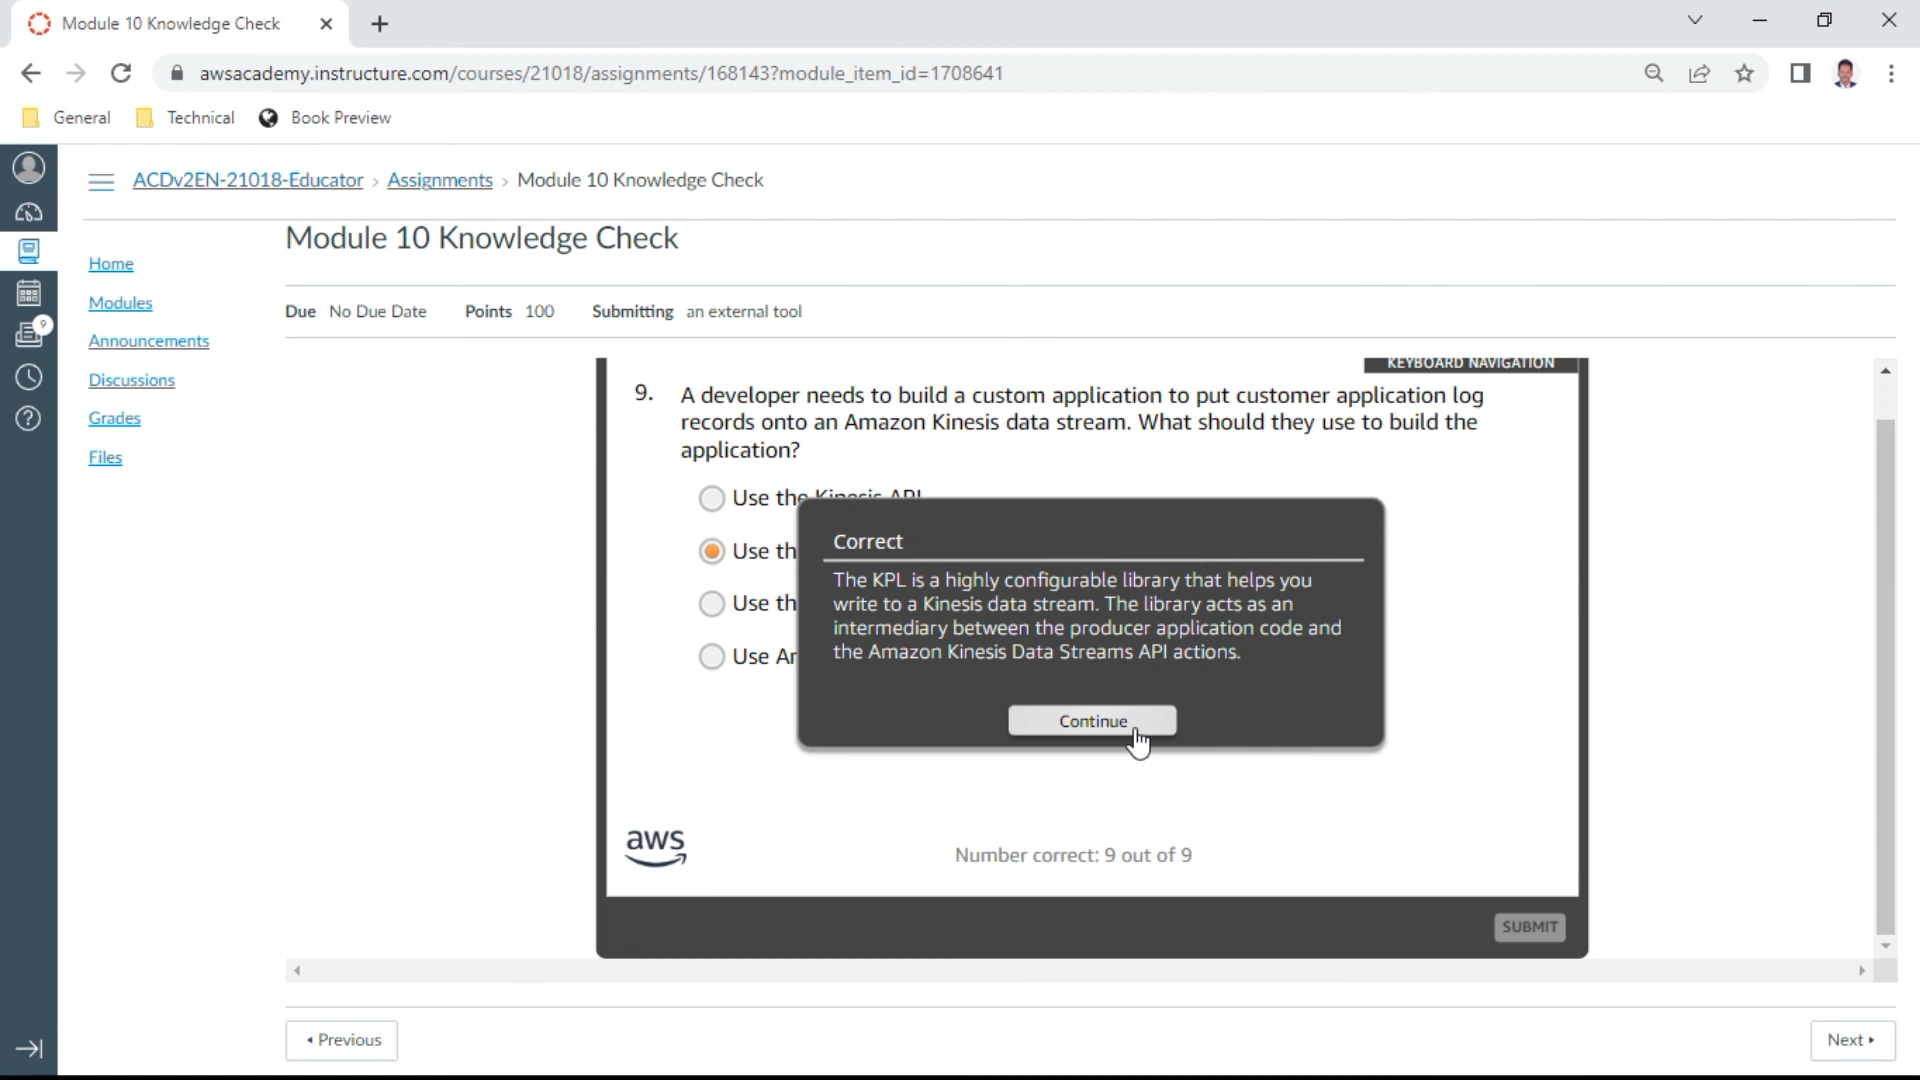 Module 10 Knowledge Check
awsacademy.instructure.com/courses/21018/assignments/168143?module_item_id=1708641
General Technical Book Preview
ACDv2EN-21018-Educator > Assignments > Module 10 Knowledge Check
9
Home
Modules
Announcements
Discussions
Grades
Files
Module 10 Knowledge Check
Due No Due Date Points 100 Submitting an external tool
KEYBOARD NAVIGATION
9. A developer needs to build a custom application to put customer application log
records onto an Amazon Kinesis data stream. What should they use to build the
application?
Use the Kinesis API
Use th
Use th
Use Ar
Correct
The KPL is a highly configurable library that helps you
write to a Kinesis data stream. The library acts as an
intermediary between the producer application code and
the Amazon Kinesis Data Streams API actions.
Continue
aws
Number correct: 9 out of 9
SUBMIT
Previous
Next